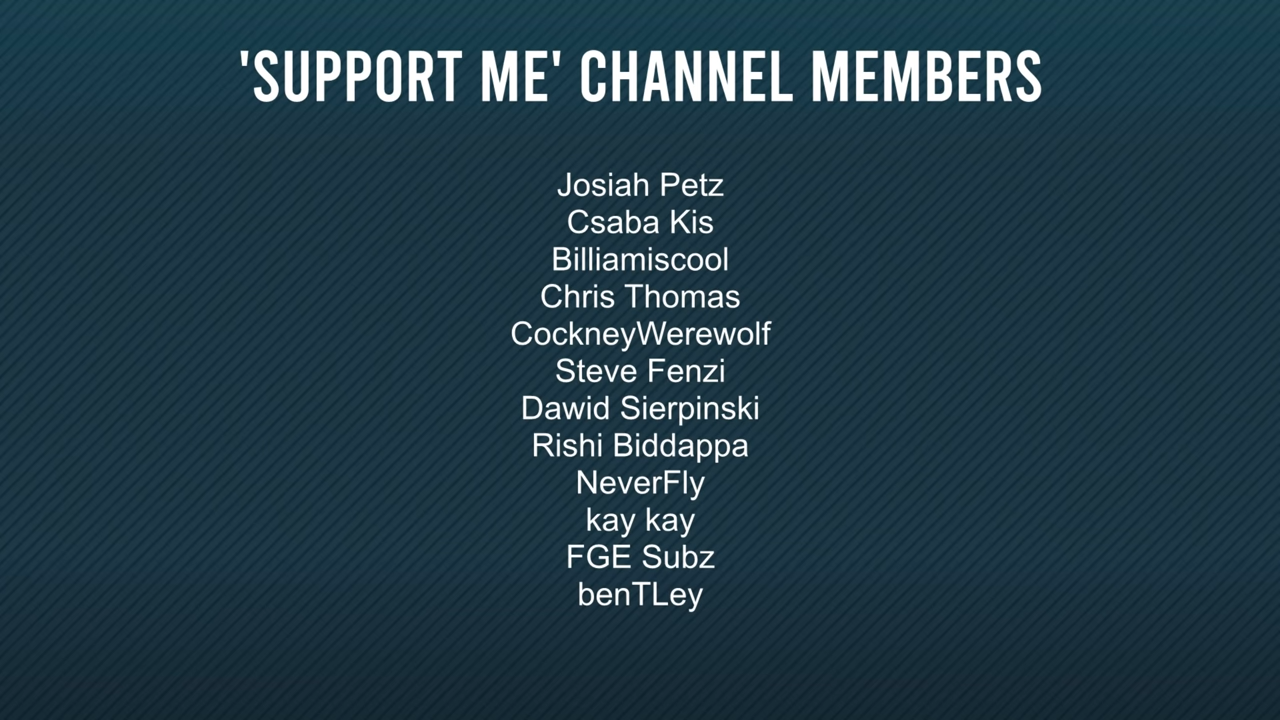 'SUPPORT ME' CHANNEL MEMBERS
Josiah Petz
Csaba Kis
Billiamiscool
Chris Thomas
CockneyWerewolf
Steve Fenzi
Dawid Sierpinski
Rishi Biddappa
NeverFly
kay kay
FGE Subz
benTLey